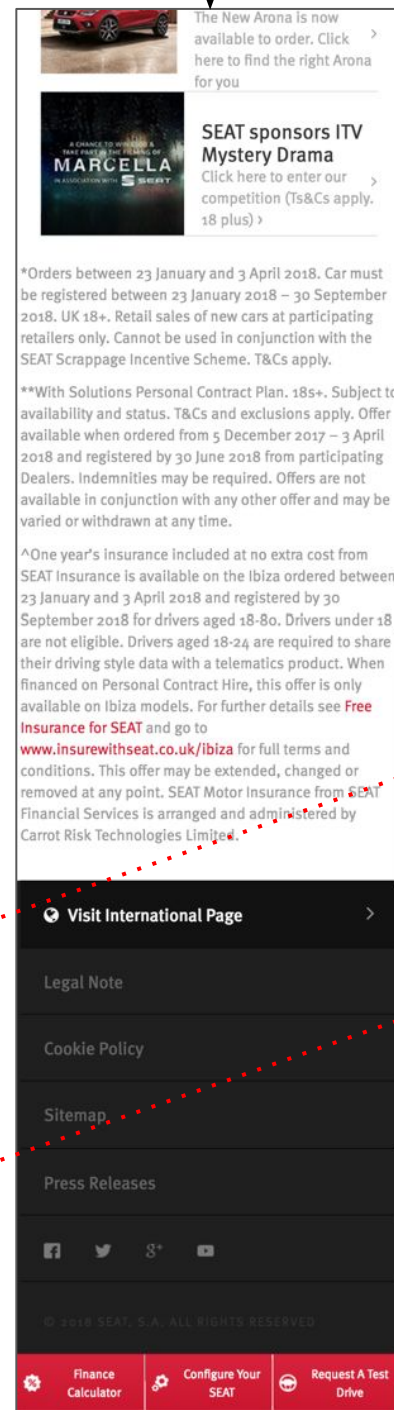 The New Arona is now
available to order. Click
here to find the right Arona
for you
A CHANCE TO WIN £500 &
TAKE PART IN THE FILMING OF
MARCELLA
IN ASSOCIATION WITH SEAT
SEAT sponsors ITV
Mystery Drama
Click here to enter our
competition (Ts&Cs apply.
18 plus) ›
*Orders between 23 January and 3 April 2018. Car must
be registered between 23 January 2018 – 30 September
2018. UK 18+. Retail sales of new cars at participating
retailers only. Cannot be used in conjunction with the
SEAT Scrappage Incentive Scheme. T&Cs apply.
**With Solutions Personal Contract Plan. 18s+. Subject to
availability and status. T&Cs and exclusions apply. Offer
available when ordered from 5 December 2017 – 3 April
2018 and registered by 30 June 2018 from participating
Dealers. Indemnities may be required. Offers are not
available in conjunction with any other offer and may be
varied or withdrawn at any time.
^One year's insurance included at no extra cost from
SEAT Insurance is available on the Ibiza ordered between
23 January and 3 April 2018 and registered by 30
September 2018 for drivers aged 18-80. Drivers under 18
are not eligible. Drivers aged 18-24 are required to share
their driving style data with a telematics product. When
financed on Personal Contract Hire, this offer is only
available on Ibiza models. For further details see Free
Insurance for SEAT and go to
www.insurewithseat.co.uk/ibiza for full terms and
conditions. This offer may be extended, changed or
removed at any point. SEAT Motor Insurance from SEAT
Financial Services is arranged and administered by
Carrot Risk Technologies Limited.
Visit International Page
Legal Note
Cookie Policy
Sitemap
Press Releases
© 2018 SEAT, S.A. ALL RIGHTS RESERVED
Finance
Calculator
Configure Your
SEAT
Request A Test
Drive